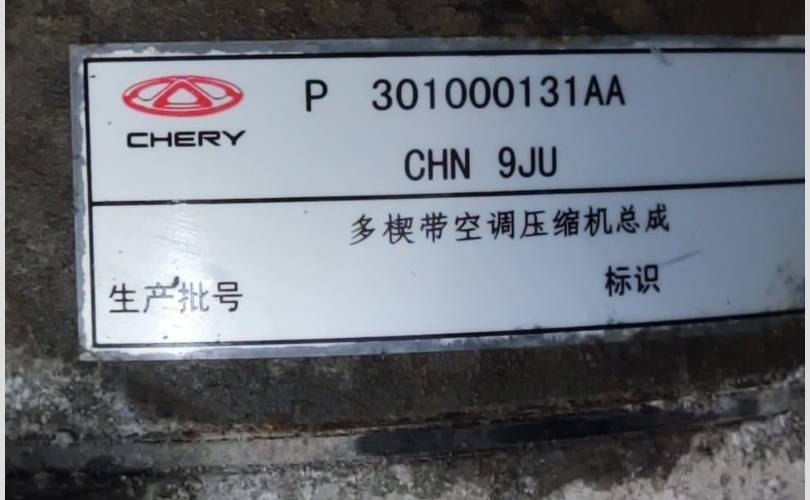 P 301000131AA
CHERY
CHN 9JU
多楔带空调压缩机总成
标识
生产批号